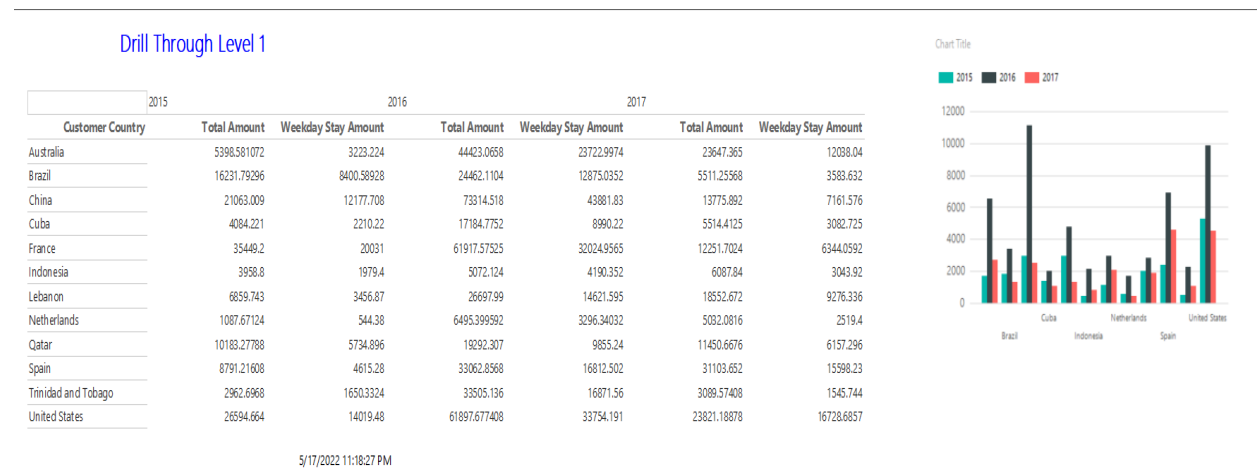 Drill Through Level 1
2015 2016 2017
Customer Country Total Amount Weekday Stay Amount Total Amount Weekday Stay Amount Total Amount Weekday Stay Amount
Australia 5398.581072 3223.224 44423.0658 23722.9974 23647.365 12038.04
Brazil 16231.79296 8400.58928 24462.1104 12875.0352 5511.25568 3583.632
China 21063.009 12177.708 73314.518 43881.83 13775.892 7161.576
Cuba 4084.221 2210.22 17184.7752 8990.22 5514.4125 3082.725
France 35449.2 20031 61917.57525 32024.9565 12251.7024 6344.0592
Indonesia 3958.8 1979.4 5072.124 4190.352 6087.84 3043.92
Lebanon 6859.743 3456.87 26697.99 14621.595 18552.672 9276.336
Netherlands 1087.67124 544.38 6495.399592 3296.34032 5032.0816 2519.4
Qatar 10183.27788 5734.896 19292.307 9855.24 11450.6676 6157.296
Spain 8791.21608 4615.28 33062.8568 16812.502 31103.652 15598.23
Trinidad and Tobago 2962.6968 1650.3324 33505.136 16871.56 3089.57408 1545.744
United States 26594.664 14019.48 61897.677408 33754.191 23821.18878 16728.6857
5/17/2022 11:18:27 PM
Chart Title
2015 2016 2017
12000
10000
8000
6000
4000
2000
0
Cuba Netherlands United States
Brazil Indonesia Spain